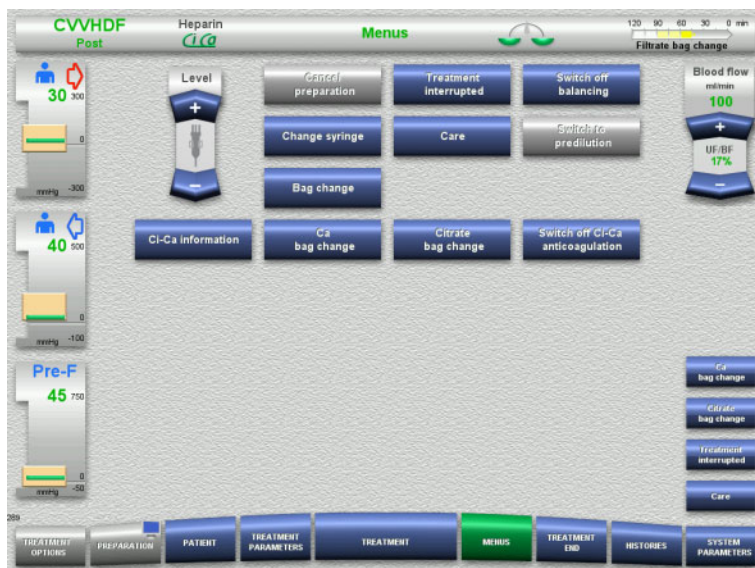 CVVHDF
Post
Heparin
CiCa
Menus
120 90 60 30 0 min
Filtrate bag change
30
300
0
mmHg
-300
Level
+
−
Cancel
preparation
Treatment
interrupted
Switch off
balancing
Change syringe
Care
Switch to
predilution
Bag change
Ci-Ca information
Ca
bag change
Citrate
bag change
Switch off Ci-Ca
anticoagulation
Blood flow
ml/min
100
+
UF/BF
17%
−
40
500
0
mmHg
-100
Pre-F
45
750
0
mmHg
-50
Ca
bag change
Citrate
bag change
Treatment
interrupted
Care
TREATMENT
OPTIONS
PREPARATION
PATIENT
TREATMENT
PARAMETERS
TREATMENT
MENUS
TREATMENT
END
HISTORIES
SYSTEM
PARAMETERS